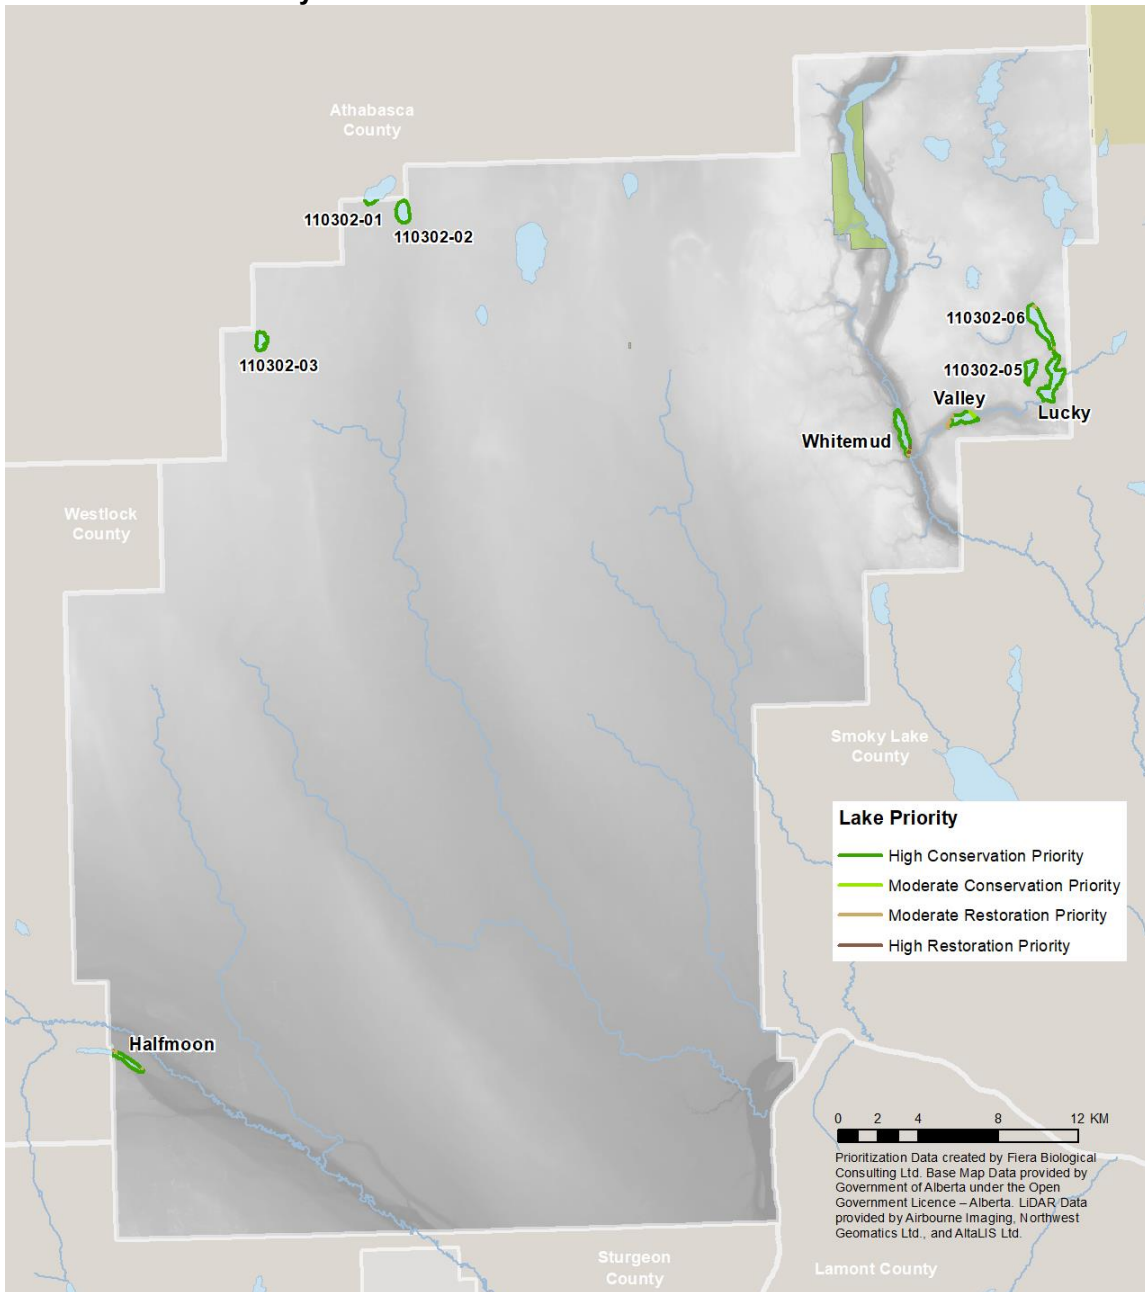 Athabasca
County
110302-01
110302-02
110302-03
110302-06
110302-05
Valley
Lucky
Whitemud
Westlock
County
Smoky Lake
County
Lake Priority
High Conservation Priority
Moderate Conservation Priority
Moderate Restoration Priority
High Restoration Priority
Halfmoon
0 2 4 8 12 KM
Prioritization Data created by Fiera Biological
Consulting Ltd. Base Map Data provided by
Government of Alberta under the Open
Government Licence – Alberta. LiDAR Data
provided by Airbourne Imaging, Northwest
Geomatics Ltd., and AltaLIS Ltd.
Sturgeon
County
Lamont County